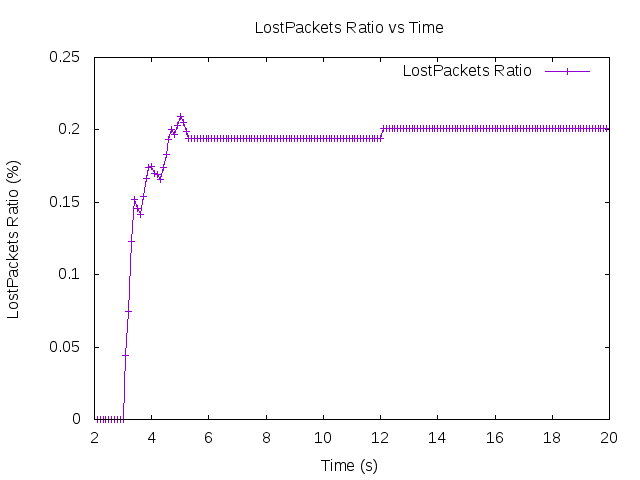 LostPackets Ratio vs Time
LostPackets Ratio
0.25
0.2
0.15
0.1
0.05
0
LostPackets Ratio (%)
2 4 6 8 10 12 14 16 18 20
Time (s)